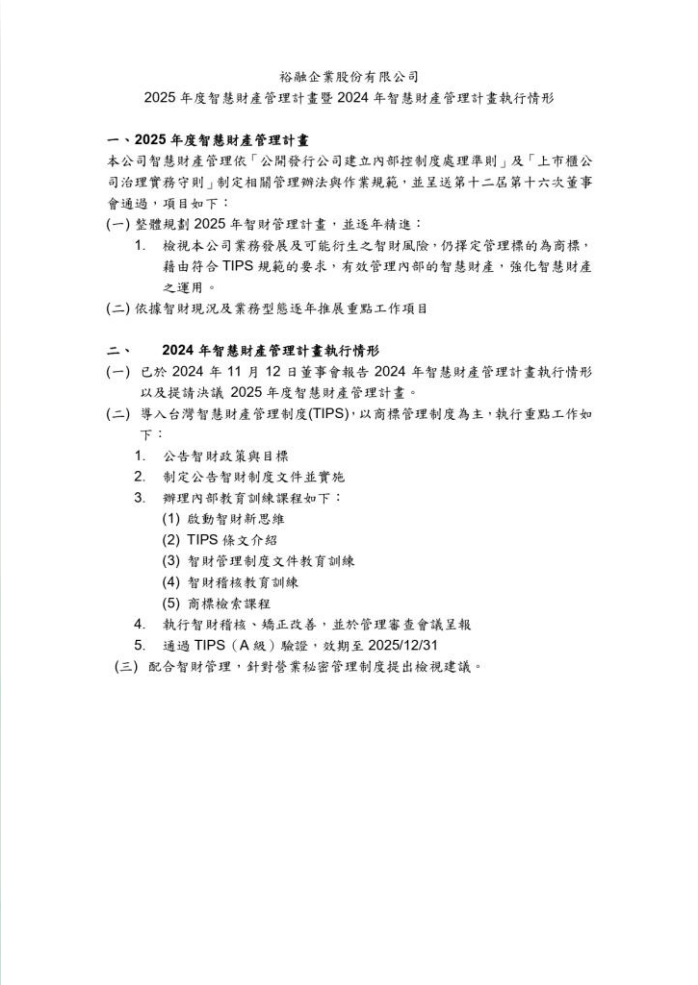 裕融企業股份有限公司
2025 年度智慧財產管理計畫暨 2024 年智慧財產管理計畫執行情形
一、2025 年度智慧財產管理計畫
本公司智慧財產管理依「公開發行公司建立內部控制度處理準則」及「上市櫃公
司治理實務守則」制定相關管理辦法與作業規範，並呈送第十二屆第十六次董事
會通過，項目如下：
(一) 整體規劃 2025 年智財管理計畫，並逐年精進：
1. 檢視本公司業務發展及可能衍生之智財風險，仍擇定管理標的為商標，
藉由符合 TIPS 規範的要求，有效管理內部的智慧財產，強化智慧財產
之運用。
(二) 依據智財現況及業務型態逐年推展重點工作項目
二、 2024 年智慧財產管理計畫執行情形
(一) 已於 2024 年 11 月 12 日董事會報告 2024 年智慧財產管理計畫執行情形
以及提請決議 2025 年度智慧財產管理計畫。
(二) 導入台灣智慧財產管理制度(TIPS)，以商標管理制度為主，執行重點工作如
下：
1. 公告智財政策與目標
2. 制定公告智財制度文件並實施
3. 辦理內部教育訓練課程如下：
(1) 啟動智財新思維
(2) TIPS 條文介紹
(3) 智財管理制度文件教育訓練
(4) 智財稽核教育訓練
(5) 商標檢索課程
4. 執行智財稽核、矯正改善，並於管理審查會議呈報
5. 通過 TIPS（A 級）驗證，效期至 2025/12/31
(三) 配合智財管理，針對營業祕密管理制度提出檢視建議。